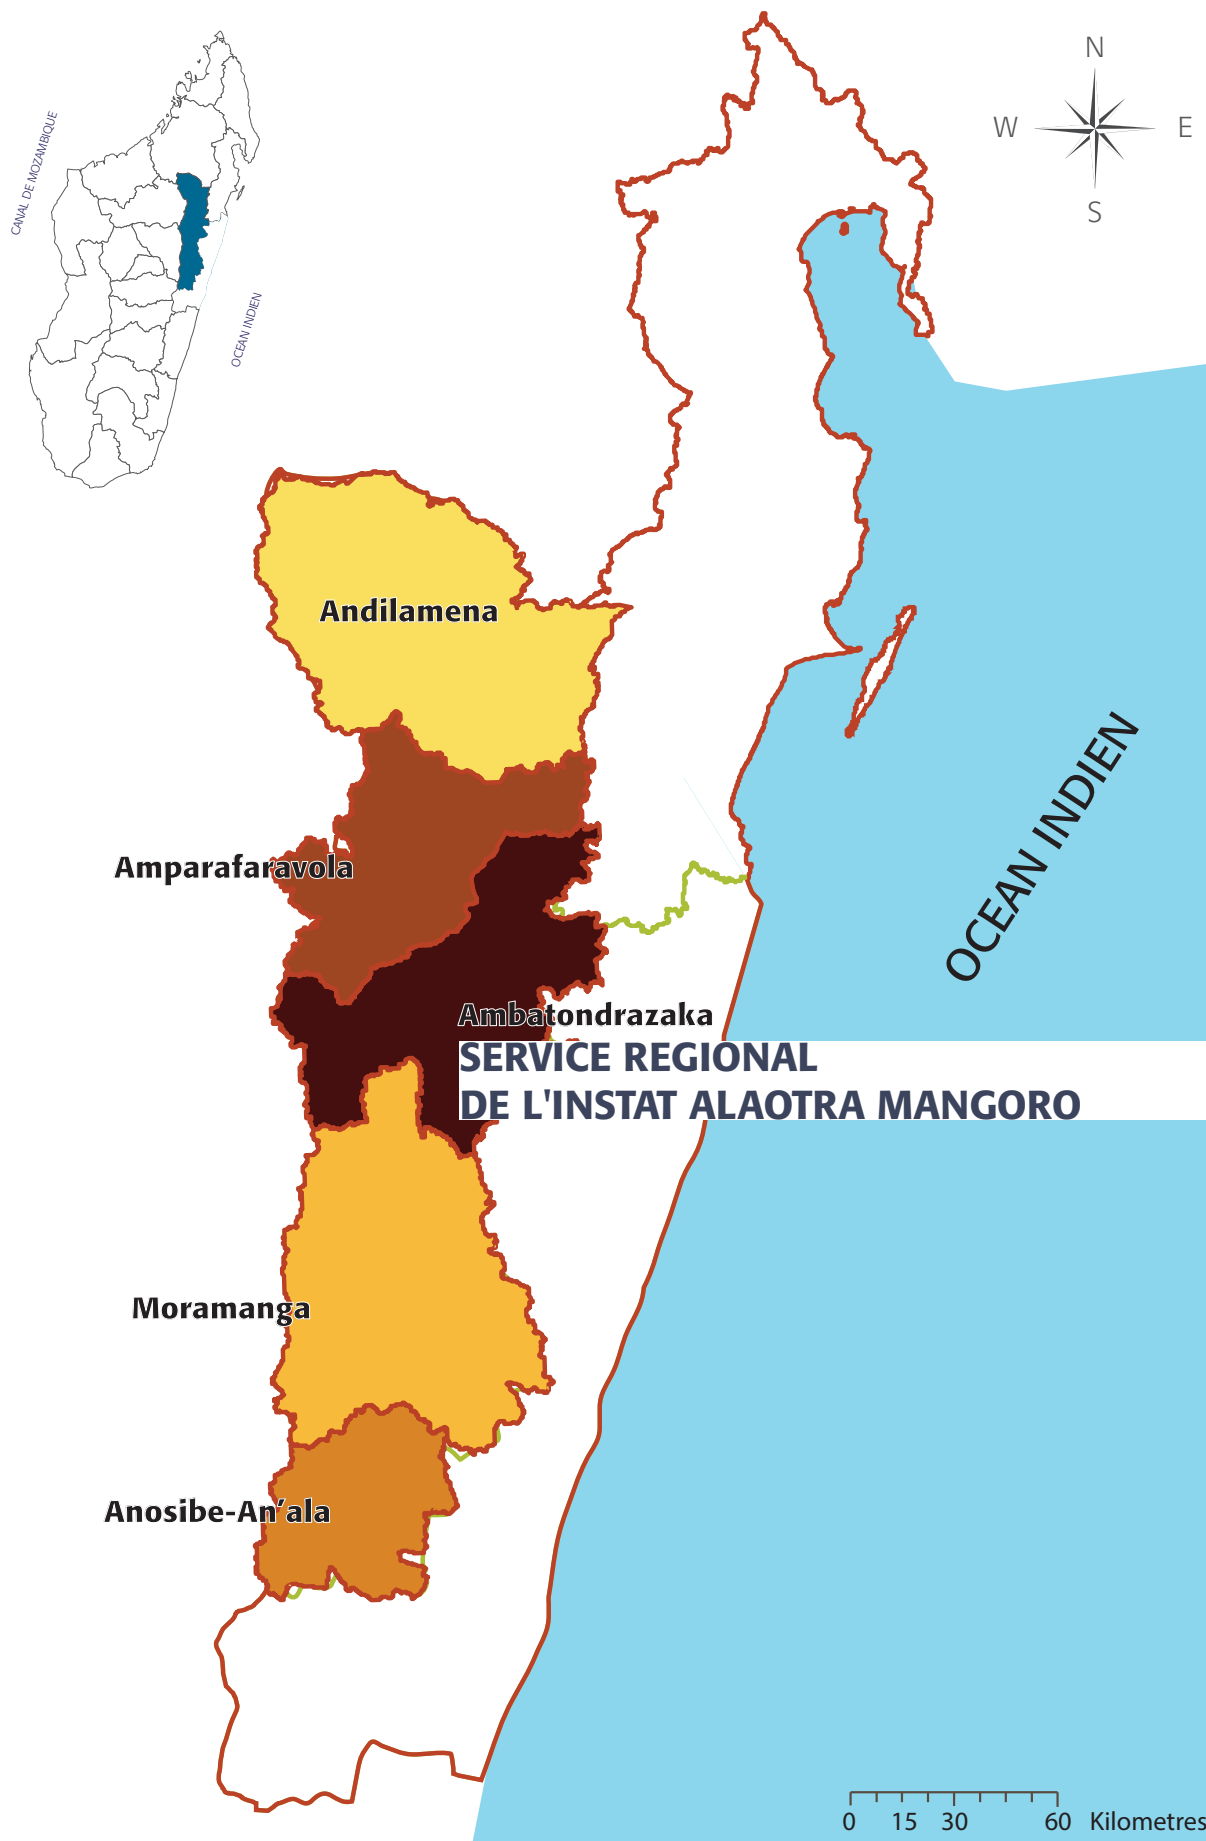 N
W
E
S
CANAL DE MOZAMBIQUE
OCEAN INDIEN
Andilamena
Amparafaravola
OCEAN INDIEN
Ambatondrazaka
SERVICE REGIONAL
DE L'INSTAT ALAOTRA MANGORO
Moramanga
Anosibe-An’ala
0 15 30 60 Kilometres